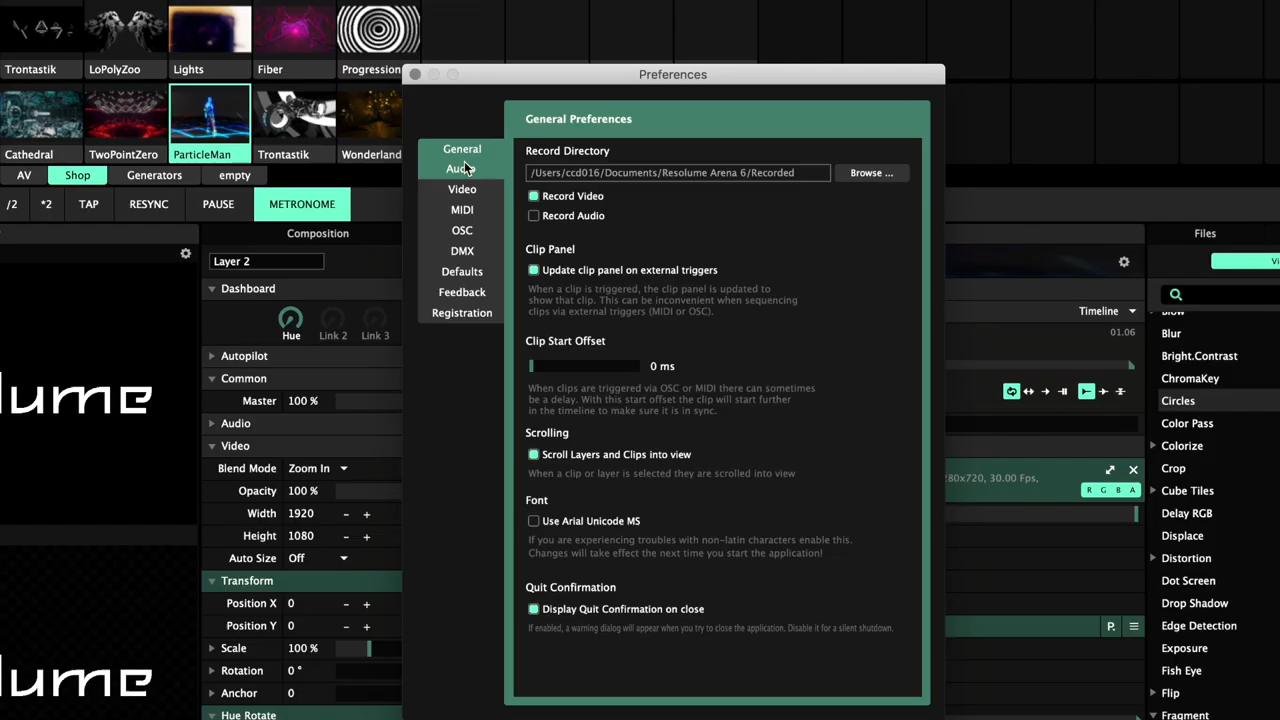 Trontastik
LoPolyZoo
Lights
Fiber
Progression
Cathedral
TwoPointZero
ParticleMan
Trontastik
Wonderland
AV
Shop
Generators
empty
/2
*2
TAP
RESYNC
PAUSE
METRONOME
Composition
Layer 2
Dashboard
Hue
Link 2
Link 3
Autopilot
Common
Master
100 %
Audio
Video
Blend Mode
Zoom In
Opacity
100 %
Width
1920
- +
Height
1080
- +
Auto Size
Off
Transform
Position X
0
- +
Position Y
0
- +
Scale
100 %
Rotation
0 °
Anchor
0
Hue Rotate
lume
lume
Preferences
General
Video
MIDI
OSC
DMX
Defaults
Feedback
Registration
General Preferences
Record Directory
/Users/ccd016/Documents/Resolume Arena 6/Recorded
Browse ...
Record Video
Record Audio
Clip Panel
Update clip panel on external triggers
When a clip is triggered, the clip panel is updated to
show that clip. This can be inconvenient when sequencing
clips via external triggers (MIDI or OSC).
Clip Start Offset
0 ms
When clips are triggered via OSC or MIDI there can sometimes
be a delay. With this start offset the clip will start further
in the timeline to make sure it is in sync.
Scrolling
Scroll Layers and Clips into view
When a clip or layer is selected they are scrolled into view
Font
Use Arial Unicode MS
If you are experiencing troubles with non-latin characters enable this.
Changes will take effect the next time you start the application!
Quit Confirmation
Display Quit Confirmation on close
If enabled, a warning dialog will appear when you try to close the application. Disable it for a silent shutdown.
Timeline
01.06
280x720, 30.00 Fps,
R G B A
P.
Files
Vi
Blur
Bright.Contrast
ChromaKey
Circles
Color Pass
Colorize
Crop
Cube Tiles
Delay RGB
Displace
Distortion
Dot Screen
Drop Shadow
Edge Detection
Exposure
Fish Eye
Flip
Fragment